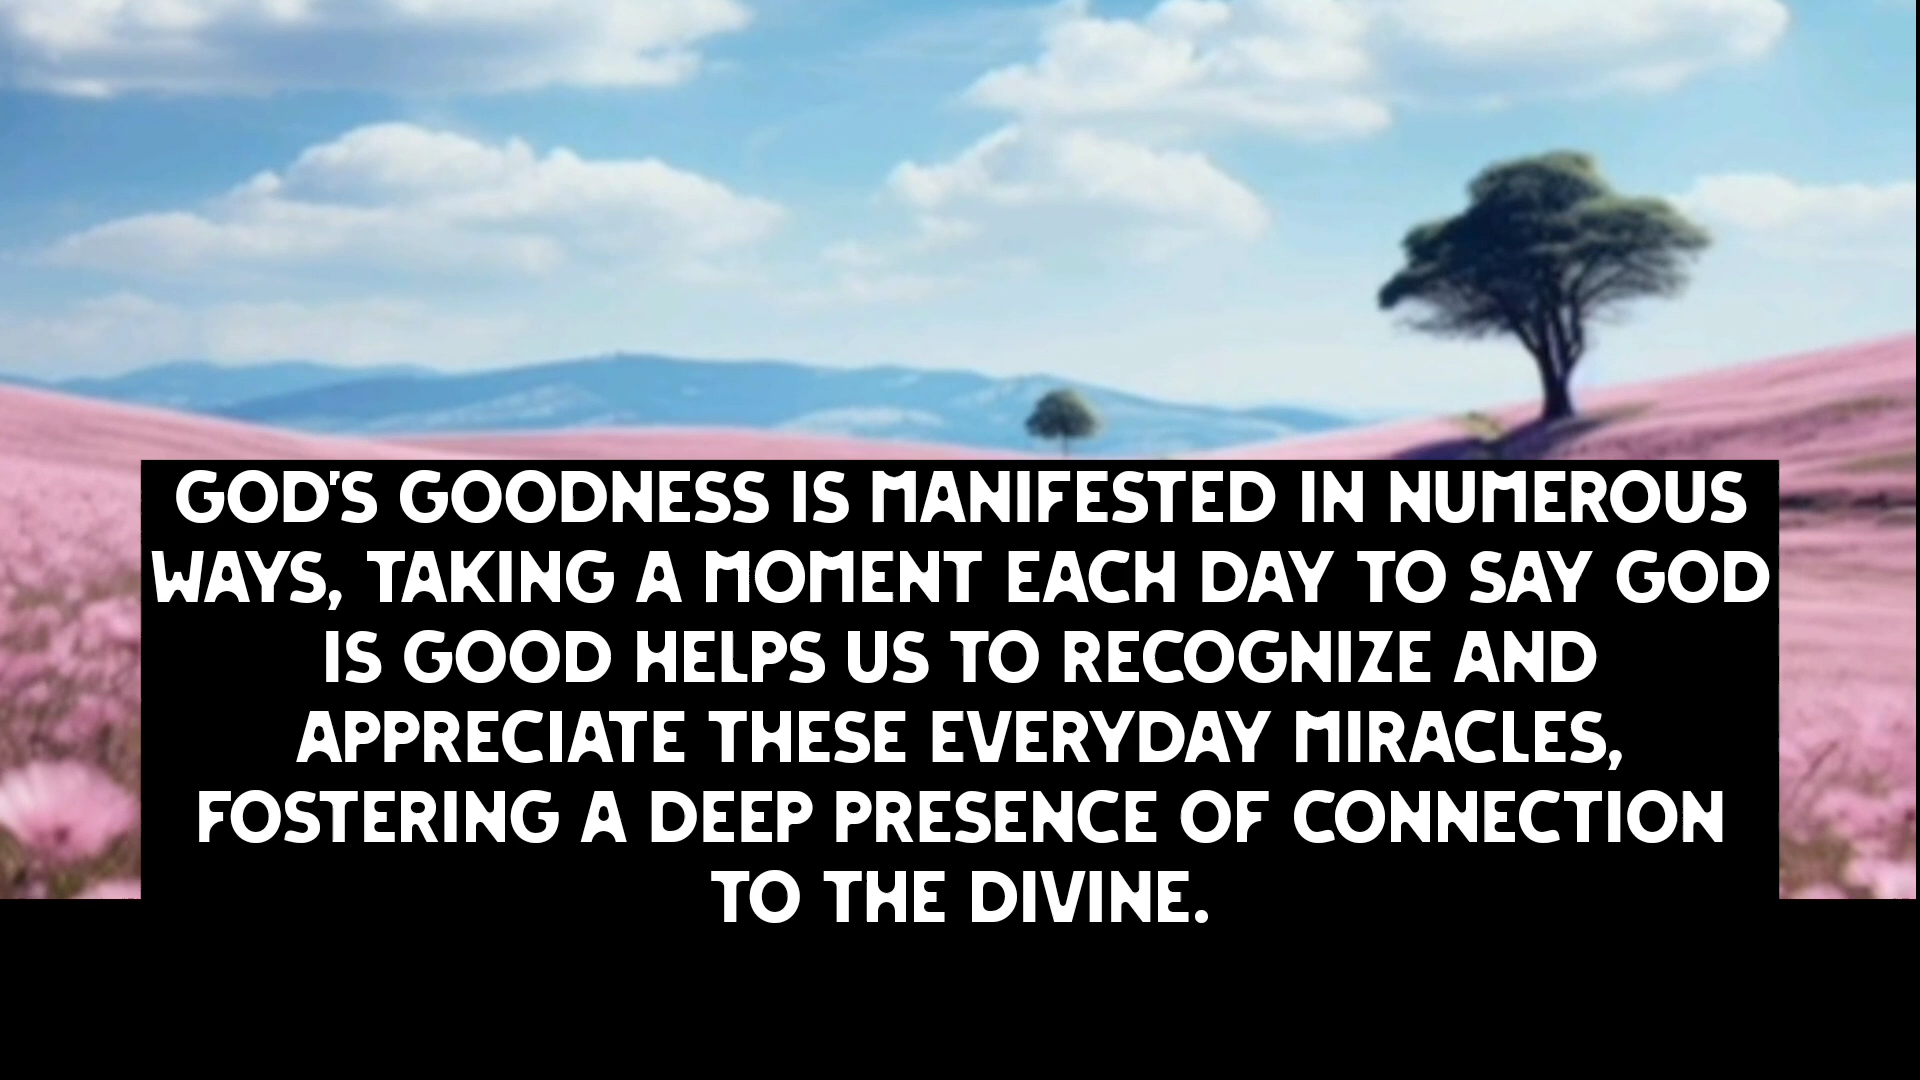 GOD'S GOODNESS IS MANIFESTED IN NUMEROUS
WAYS, TAKING A MOMENT EACH DAY TO SAY GOD
IS GOOD HELPS US TO RECOGNIZE AND
APPRECIATE THESE EVERYDAY MIRACLES,
FOSTERING A DEEP PRESENCE OF CONNECTION
TO THE DIVINE.